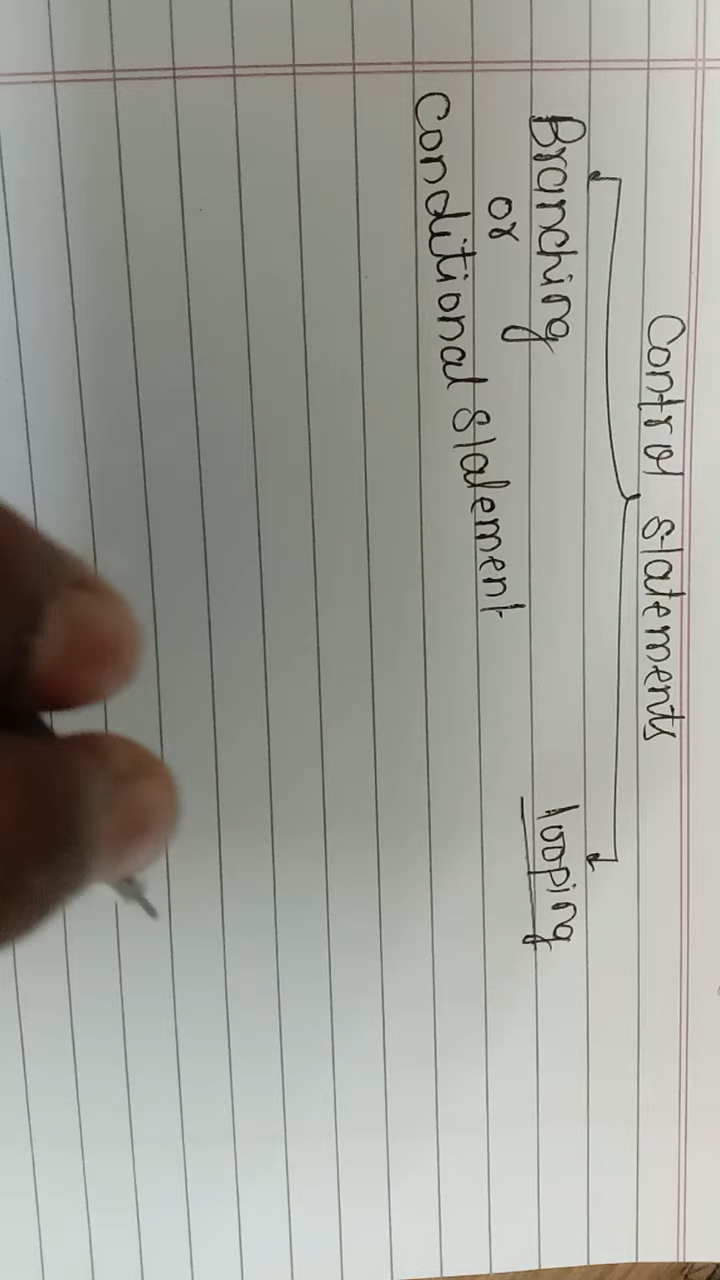 Control statements
Branching looping
or
Conditional statement